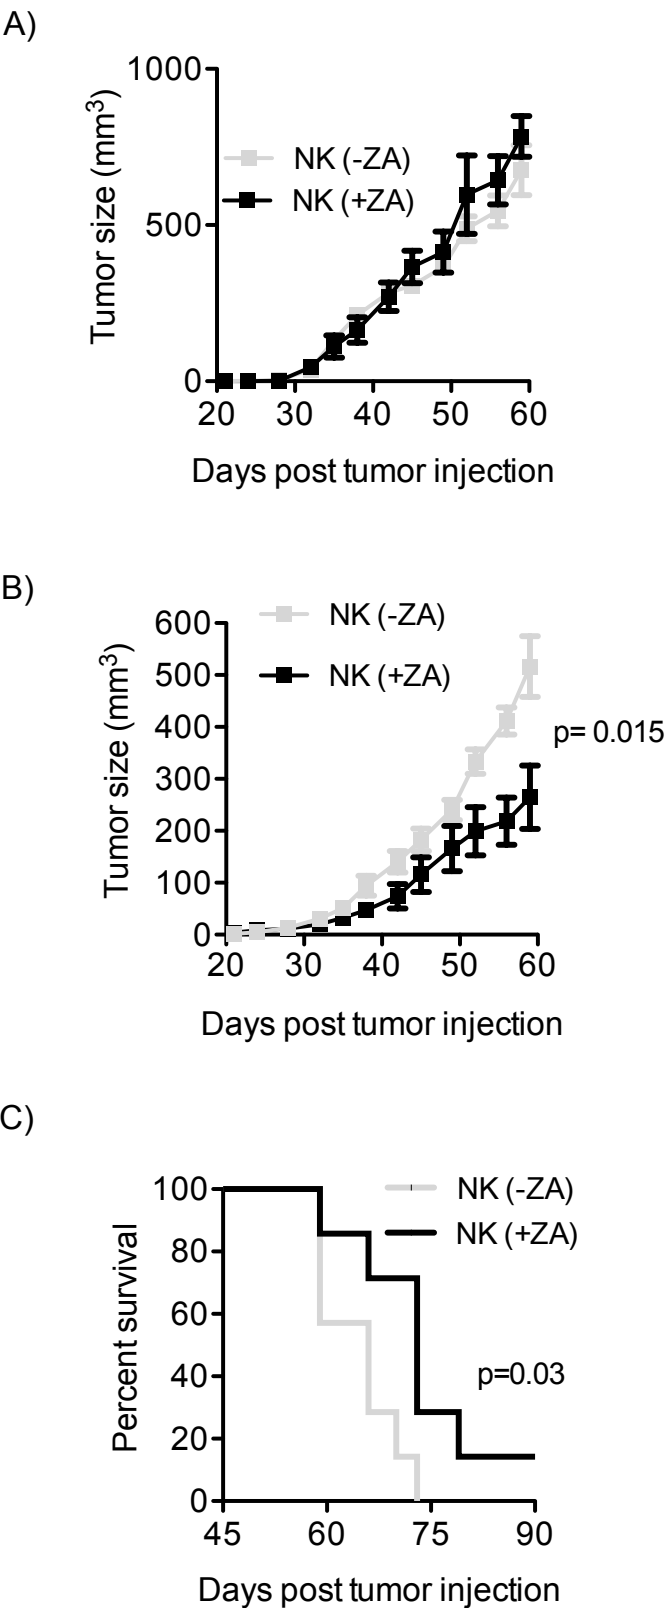 A)
1000
500
0
Tumor size (mm³)
NK (-ZA)
NK (+ZA)
20 30 40 50 60
Days post tumor injection
B)
600
500
400
300
200
100
0
Tumor size (mm³)
NK (-ZA)
NK (+ZA)
p= 0.015
20 30 40 50 60
Days post tumor injection
C)
100
80
60
40
20
0
Percent survival
NK (-ZA)
NK (+ZA)
p=0.03
45 60 75 90
Days post tumor injection